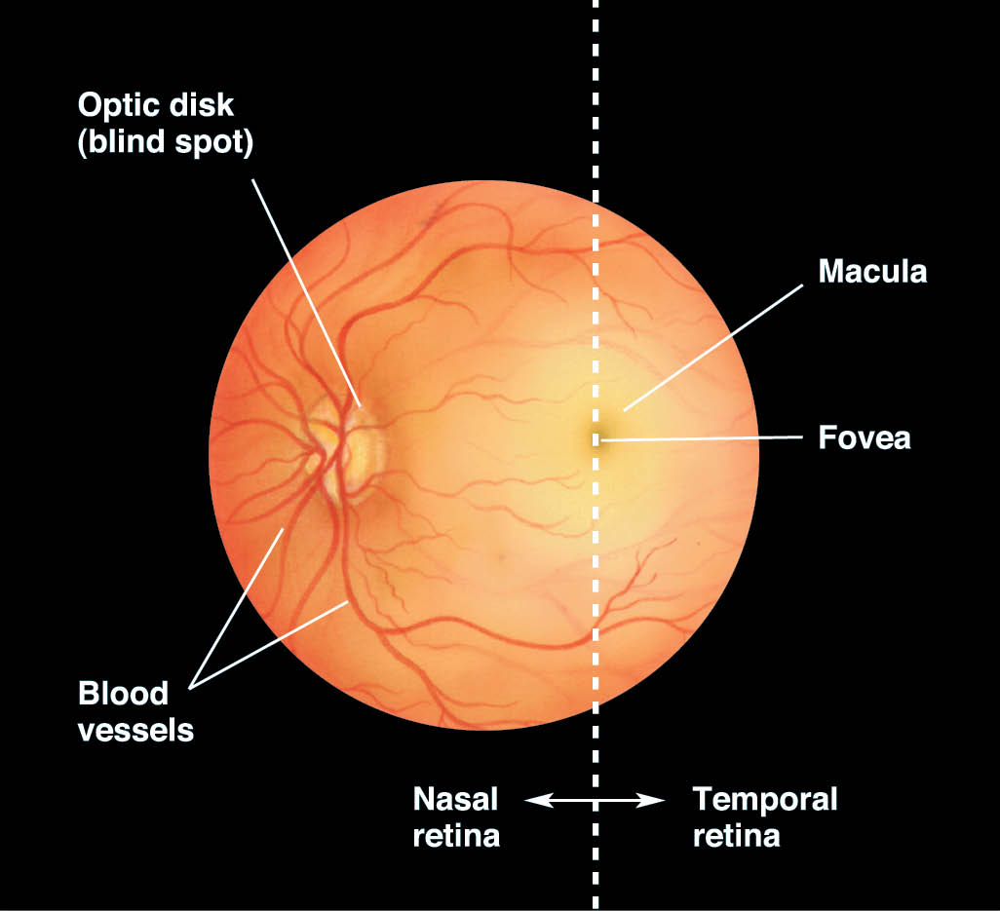 Optic disk
(blind spot)
Macula
Fovea
Blood
vessels
Nasal
retina
Temporal
retina